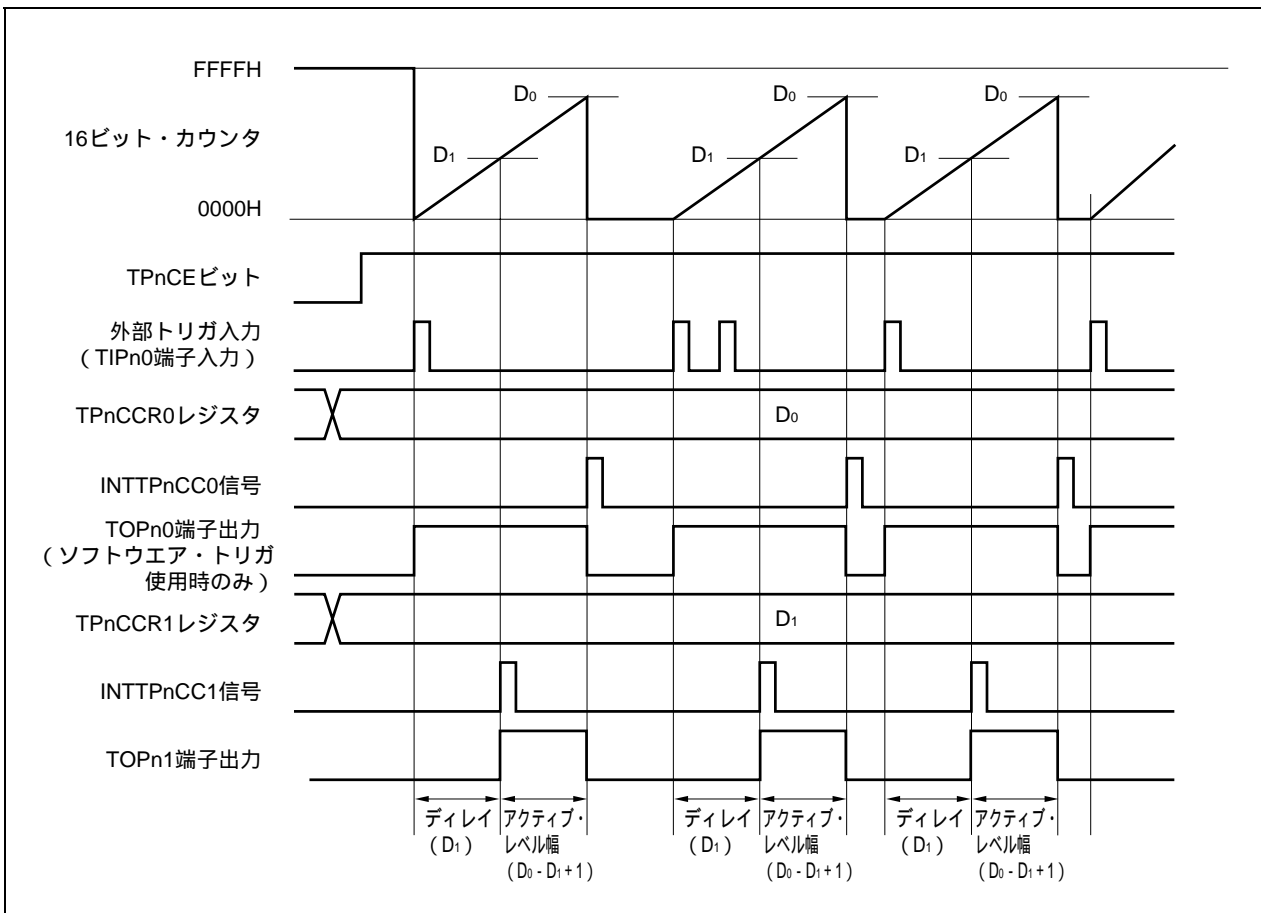 FFFFH
D0 D0 D0
16ビット・カウンタ
D1 D1 D1
0000H
TPnCEビット
外部トリガ入力
(TIPn0端子入力)
TPnCCR0レジスタ
D0
INTTPnCC0信号
TOPn0端子出力
(ソフトウエア・トリガ
使用時のみ)
TPnCCR1レジスタ
D1
INTTPnCC1信号
TOPn1端子出力
ディレイ
(D1)
アクティブ・
レベル幅
(D0 - D1+1)
ディレイ
(D1)
アクティブ・
レベル幅
(D0 - D1+1)
ディレイ
(D1)
アクティブ・
レベル幅
(D0 - D1+1)